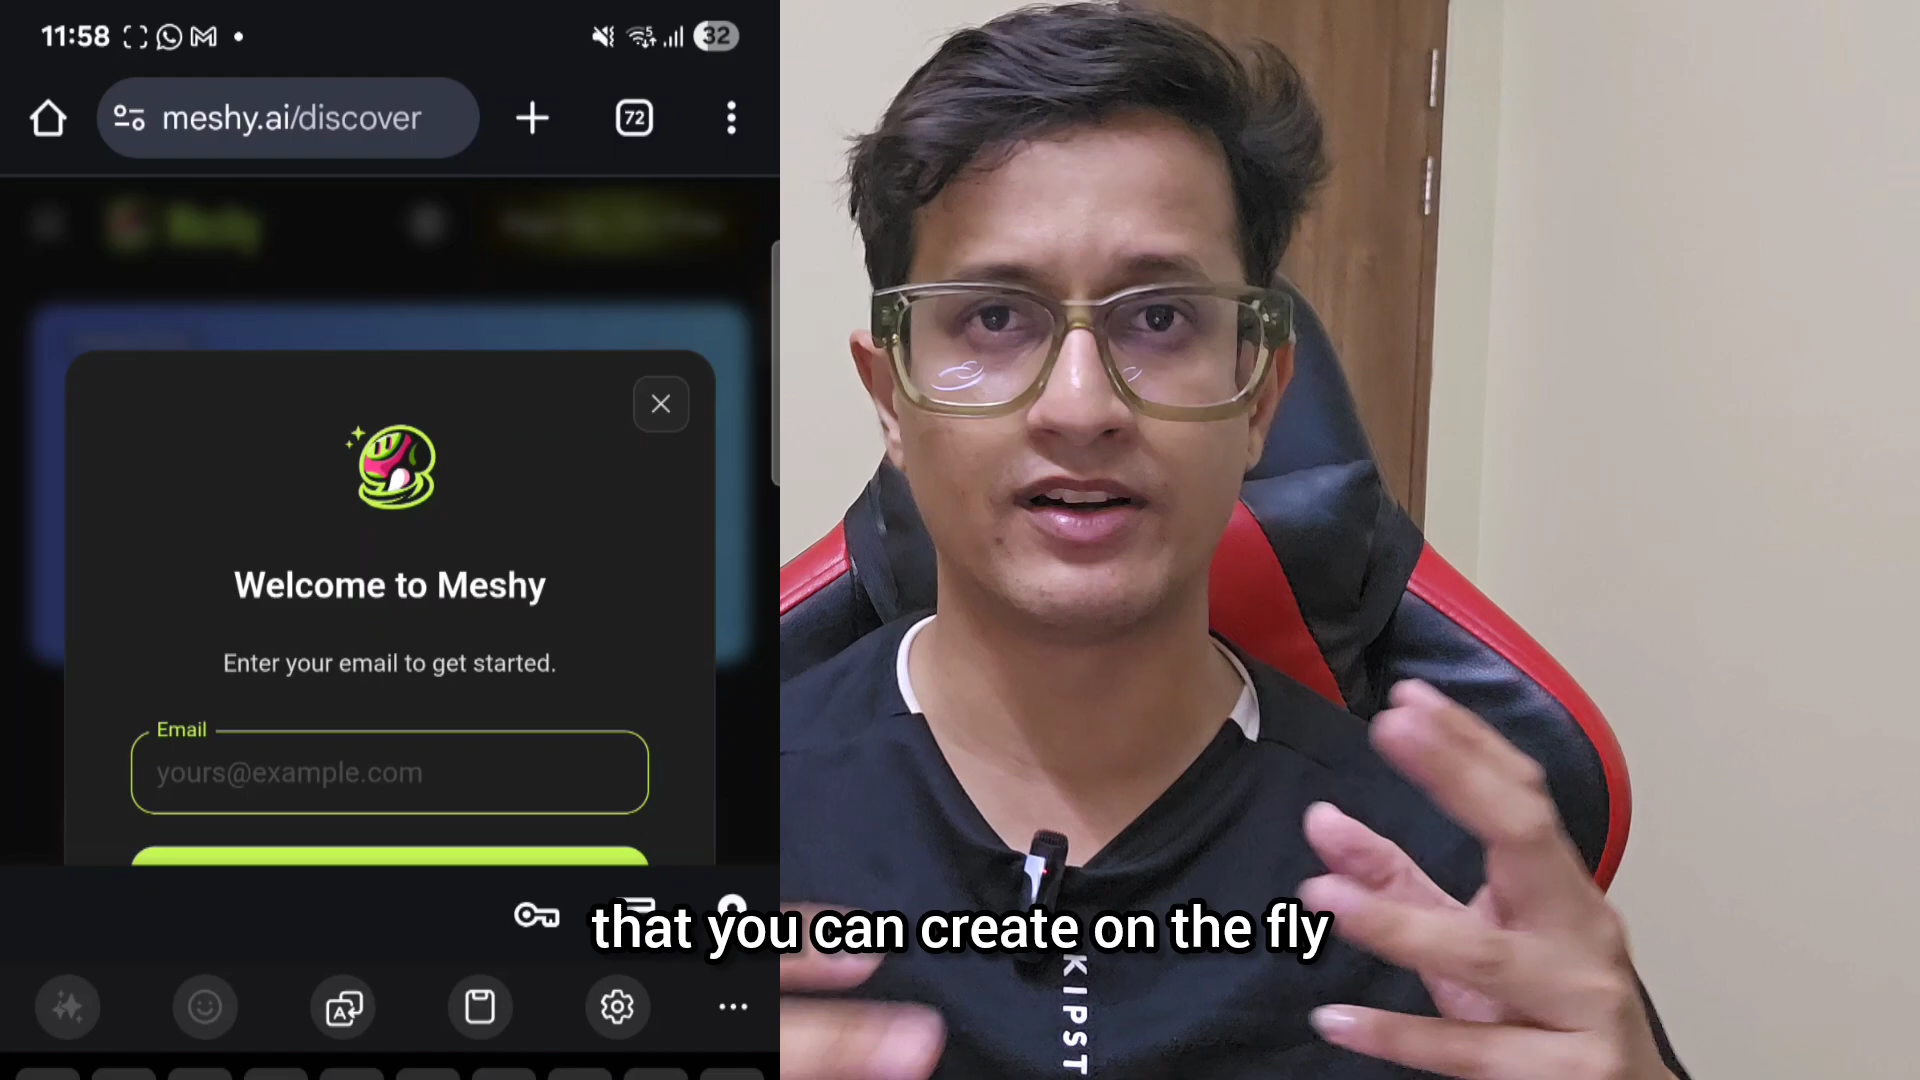 11:58
32
meshy.ai/discover
72
Meshy
Welcome to Meshy
Enter your email to get started.
Email
yours@example.com
that you can create on the fly
KIPST